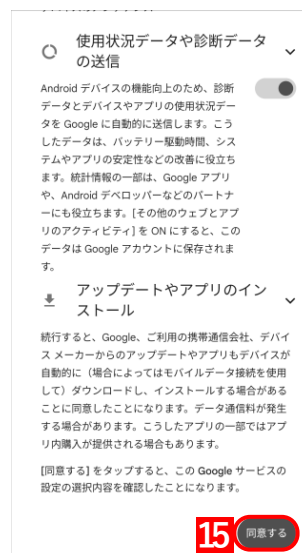 使用状況データや診断データ
の送信
Android デバイスの機能向上のため、診断
データとデバイスやアプリの使用状況デー
タを Google に自動的に送信します。こう
したデータは、バッテリー駆動時間、シス
テムやアプリの安定性などの改善に役立ち
ます。統計情報の一部は、Google アプリ
や、Android デベロッパーなどのパートナ
ーにも役立ちます。[その他のウェブとアプ
リのアクティビティ] を ON にすると、この
データは Google アカウントに保存されま
す。
アップデートやアプリのイン
ストール
続行すると、Google、ご利用の携帯通信会社、デバイ
ス メーカーからのアップデートやアプリもデバイスが
自動的に（場合によってはモバイルデータ接続を使用
して）ダウンロードし、インストールする場合がある
ことに同意したことになります。データ通信料が発生
する場合があります。こうしたアプリの一部ではアプ
リ内購入が提供される場合もあります。
[同意する] をタップすると、この Google サービスの
設定の選択内容を確認したことになります。
15 同意する